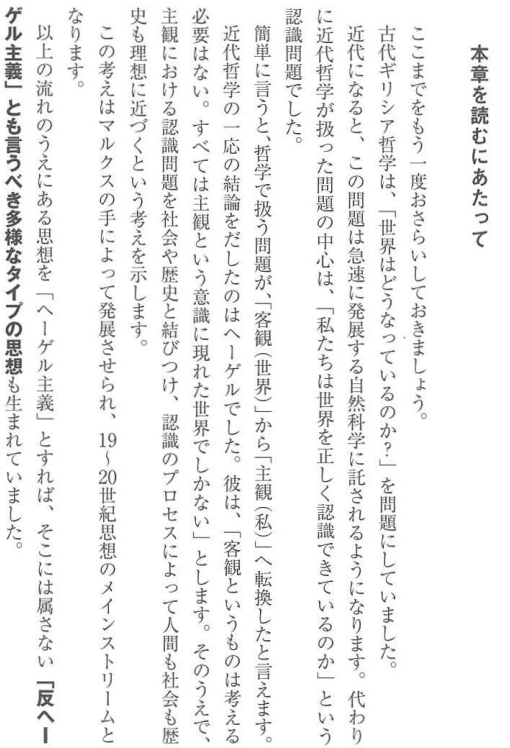 本章を読むにあたって
ここまでをもう一度おさらいしておきましょう。
古代ギリシア哲学は、「世界はどうなっているのか?」を問題にしていました。
近代になると、この問題は急速に発展する自然科学に託されるようになります。代わり
に近代哲学が扱った問題の中心は、「私たちは世界を正しく認識できているのか」という
認識問題でした。
簡単に言うと、哲学で扱う問題が、「客観(世界)」から「主観(私)」へ転換したと言えます。
近代哲学の一応の結論をだしたのはヘーゲルでした。彼は、「客観というものは考える
必要はない。すべては主観という意識に現れた世界でしかない」とします。そのうえで、
主観における認識問題を社会や歴史と結びつけ、認識のプロセスによって人間も社会も歴
史も理想に近づくという考えを示します。
この考えはマルクスの手によって発展させられ、19〜20世紀思想のメインストリームと
なります。
以上の流れのうえにある思想を「ヘーゲル主義」とすれば、そこには属さない「反ヘー
ゲル主義」とも言うべき多様なタイプの思想も生まれていました。